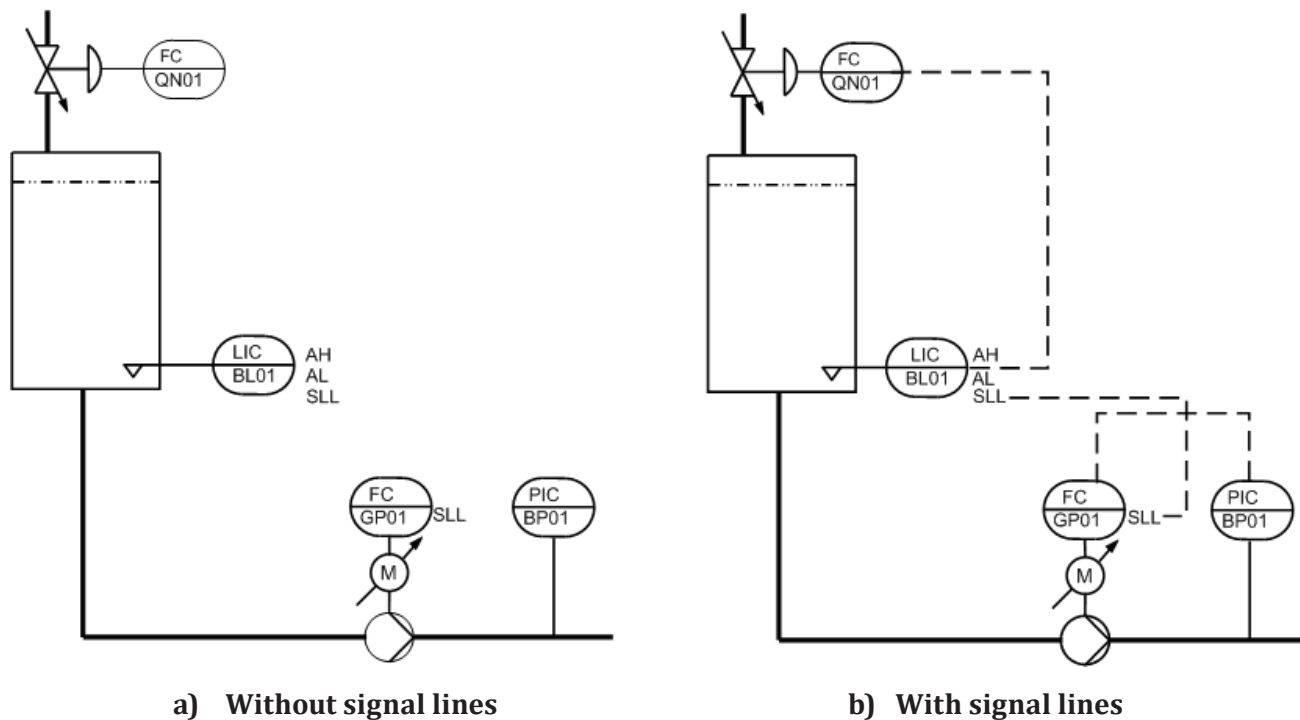 FC
QN01
LIC
BL01
AH
AL
SLL
FC
GP01
SLL
PIC
BP01
M
a) Without signal lines
FC
QN01
LIC
BL01
AH
AL
SLL
FC
GP01
SLL
PIC
BP01
M
b) With signal lines